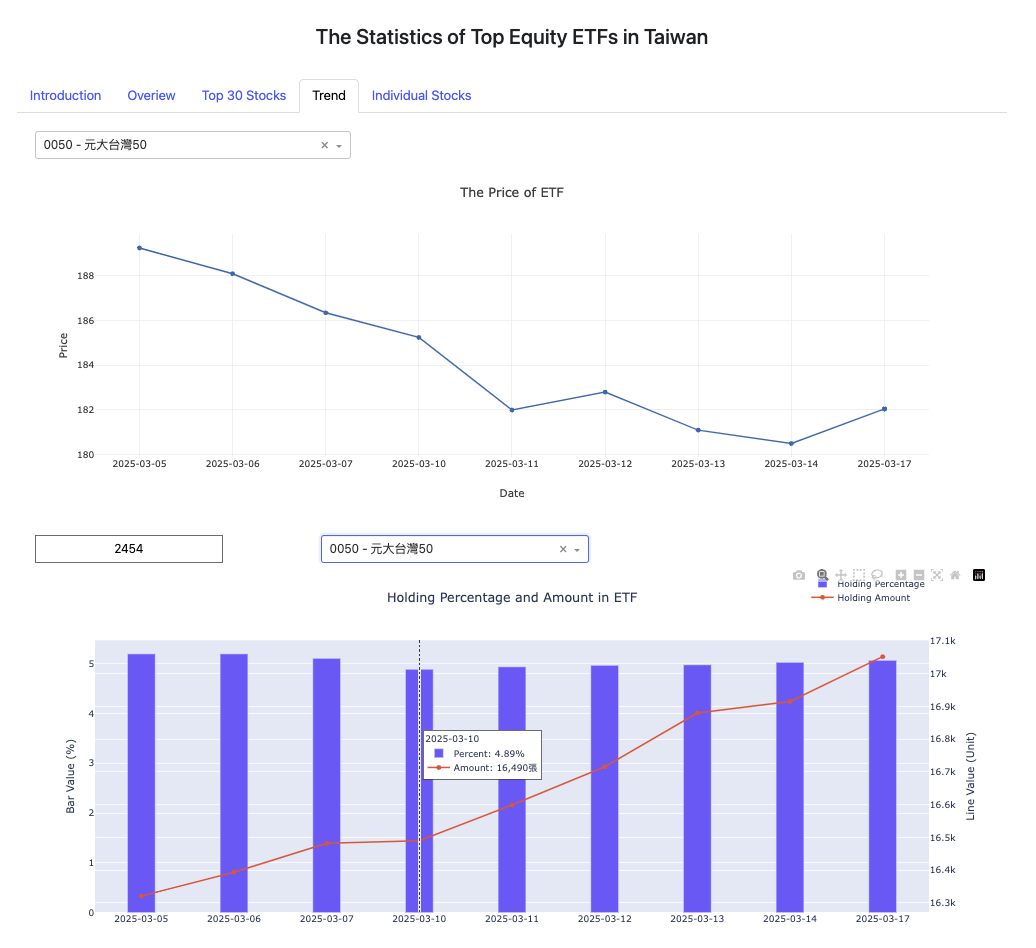 The Statistics of Top Equity ETFs in Taiwan
Introduction Overiew Top 30 Stocks Trend Individual Stocks
0050 - 元大台灣50
The Price of ETF
188
186
184
182
180
Price
2025-03-05 2025-03-06 2025-03-07 2025-03-10 2025-03-11 2025-03-12 2025-03-13 2025-03-14 2025-03-17
Date
2454 0050 - 元大台灣50
Holding Percentage
Holding Amount
Holding Percentage and Amount in ETF
5
4
3
2
1
0
Bar Value (%)
2025-03-10
Percent: 4.89%
Amount: 16,490張
17.1k
17k
16.9k
16.8k
16.7k
16.6k
16.5k
16.4k
16.3k
Line Value (Unit)
2025-03-05 2025-03-06 2025-03-07 2025-03-10 2025-03-11 2025-03-12 2025-03-13 2025-03-14 2025-03-17